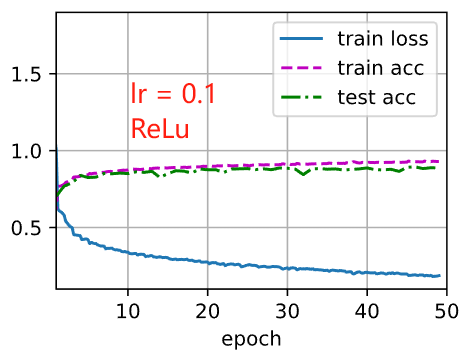 train loss
train acc
test acc
1.5
lr = 0.1
ReLu
1.0
0.5
10 20 30 40 50
epoch